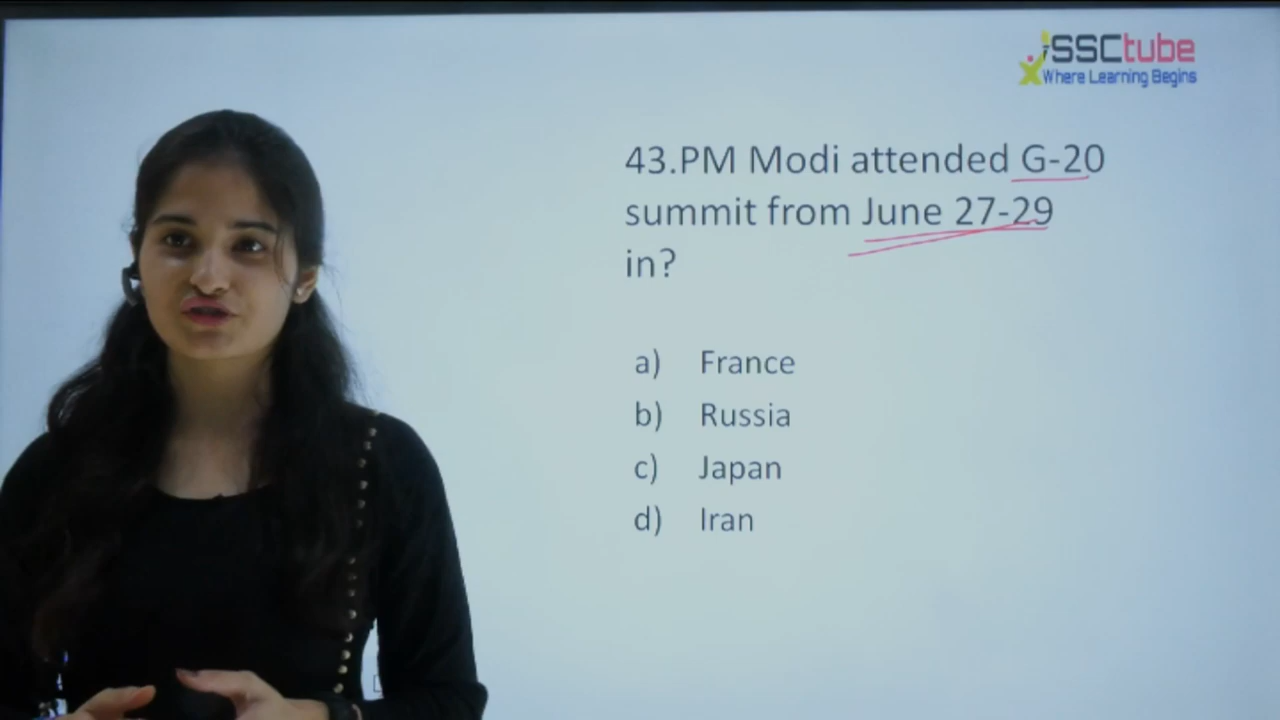 SSCtube
Where Learning Begins
43.PM Modi attended G-20
summit from June 27-29
in?
a) France
b) Russia
c) Japan
d) Iran